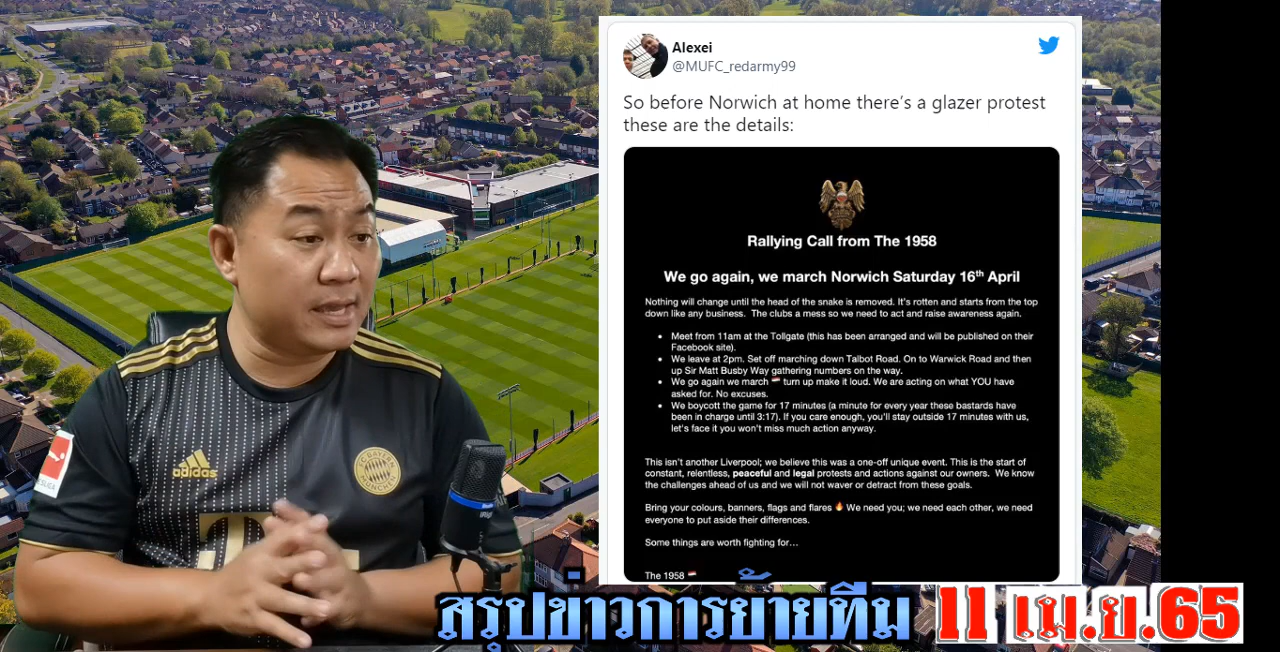 Alexei
@MUFC_redarmy99
So before Norwich at home there's a glazer protest
these are the details:
Rallying Call from The 1958
We go again, we march Norwich Saturday 16th April
Nothing will change until the head of the snake is removed. It's rotten and starts from the top
down like any business. The clubs a mess so we need to act and raise awareness again.
• Meet from 11am at the Tollgate (this has been arranged and will be published on their
Facebook site).
• We leave at 2pm. Set off marching down Talbot Road. On to Warwick Road and then
up Sir Matt Busby Way gathering numbers on the way.
• We go again we march turn up make it loud. We are acting on what YOU have
asked for. No excuses.
• We boycott the game for 17 minutes (a minute for every year these bastards have
been in charge until 3:17). If you care enough, you'll stay outside 17 minutes with us,
let's face it you won't miss much action anyway.
This isn't another Liverpool; we believe this was a one-off unique event. This is the start of
constant, relentless, peaceful and legal protests and actions against our owners. We know
the challenges ahead of us and we will not waver or detract from these goals.
Bring your colours, banners, flags and flares 🔥 We need you; we need each other, we need
everyone to put aside their differences.
Some things are worth fighting for...
The 1958
adidas
FC BAYERN
MÜNCHEN
สรุปข่าวการย้ายทีม 11 เม.ย.65